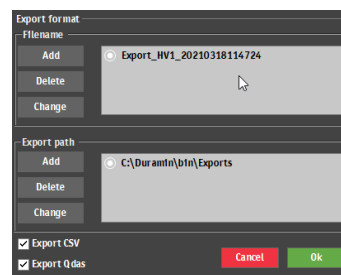 Export format
Filename
Add
Export_HV1_20210318114724
Delete
Change
Export path
Add
C:\Duramin\bin\Exports
Delete
Change
Export CSV
Export Qdas
Cancel
Ok